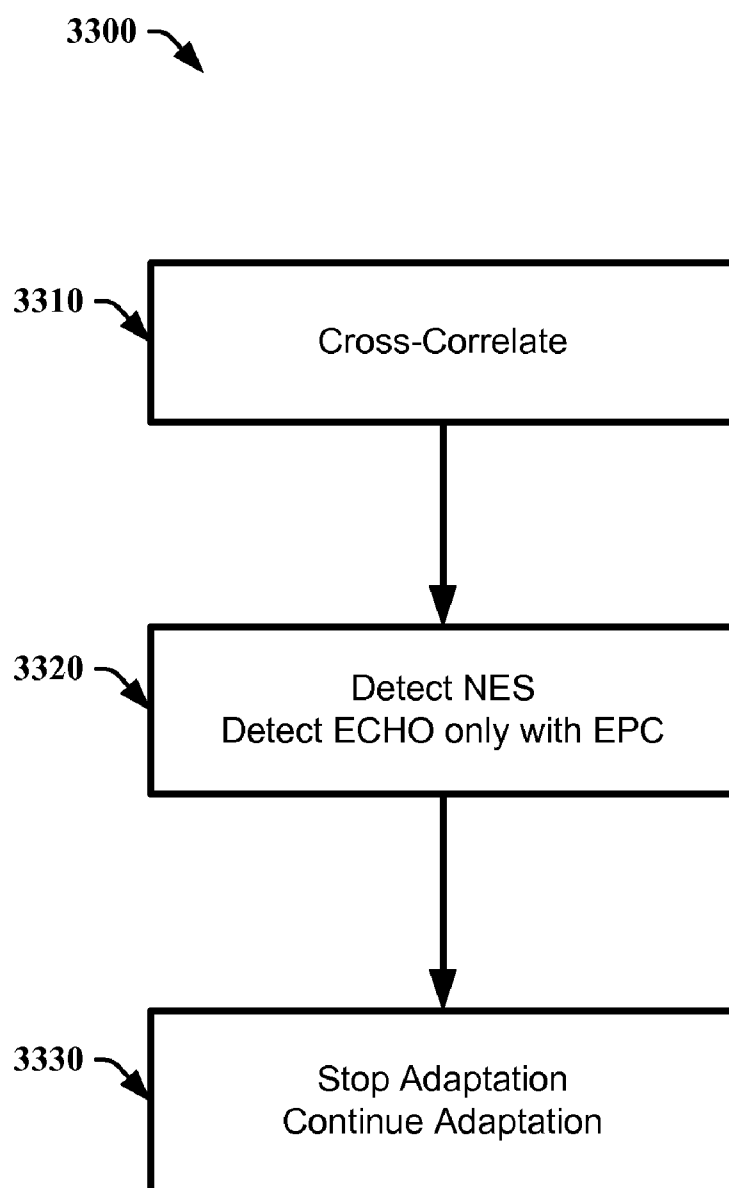 3300
3310
Cross-Correlate
3320
Detect NES
Detect ECHO only with EPC
3330
Stop Adaptation
Continue Adaptation